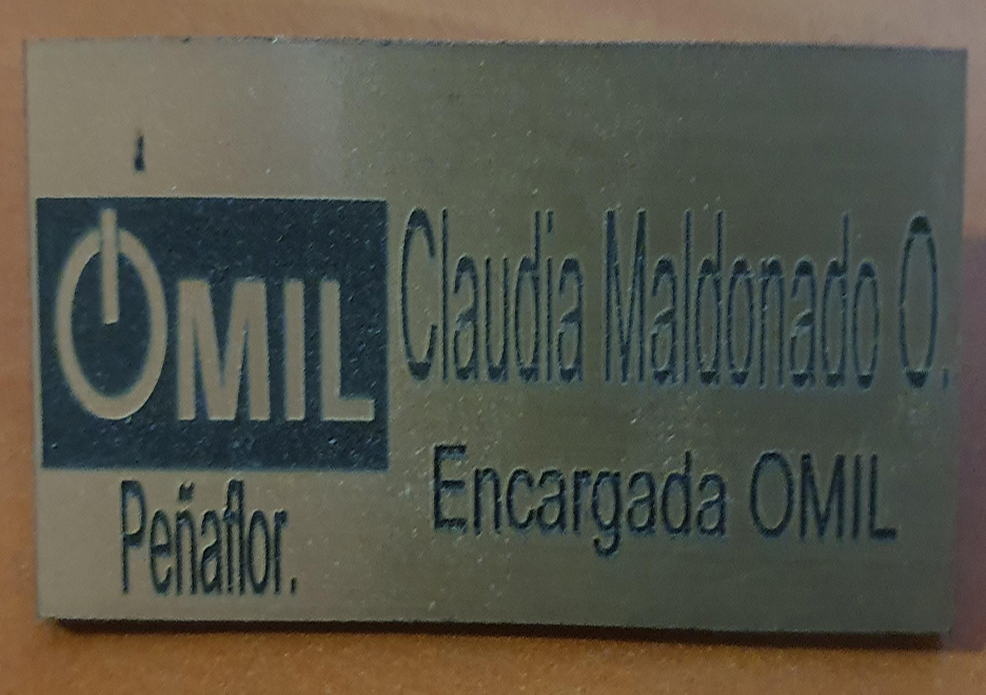 OMIL
Peñaflor.
Claudia Maldonado O.
Encargada OMIL